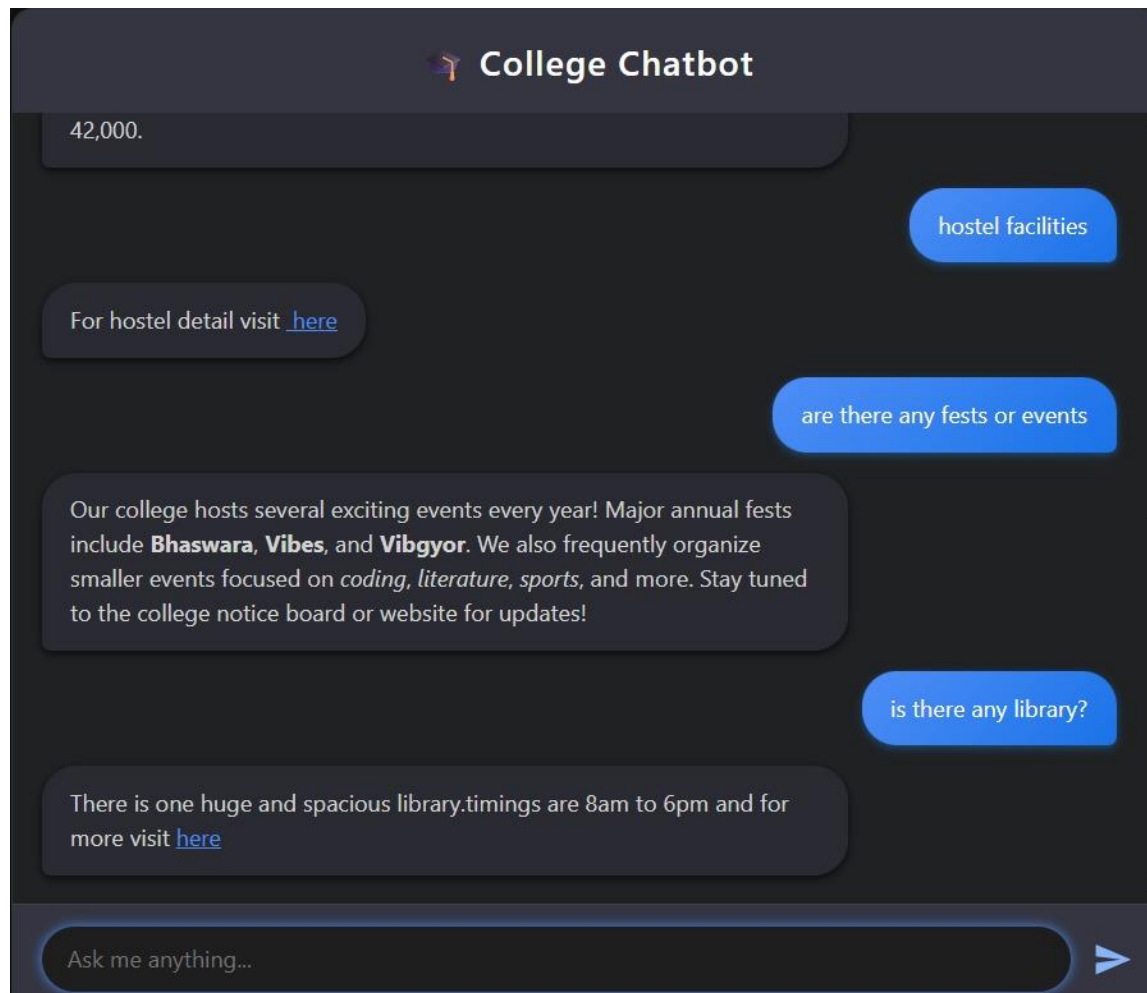 College Chatbot
42,000.
hostel facilities
For hostel detail visit here
are there any fests or events
Our college hosts several exciting events every year! Major annual fests
include Bhaswara, Vibes, and Vibgyor. We also frequently organize
smaller events focused on coding, literature, sports, and more. Stay tuned
to the college notice board or website for updates!
is there any library?
There is one huge and spacious library.timings are 8am to 6pm and for
more visit here
Ask me anything...